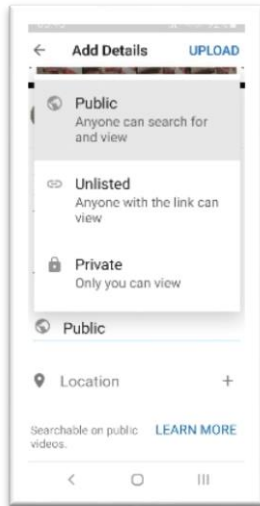 Add Details UPLOAD
Public
Anyone can search for
and view
Unlisted
Anyone with the link can
view
Private
Only you can view
Public
Location +
Searchable on public LEARN MORE
videos.